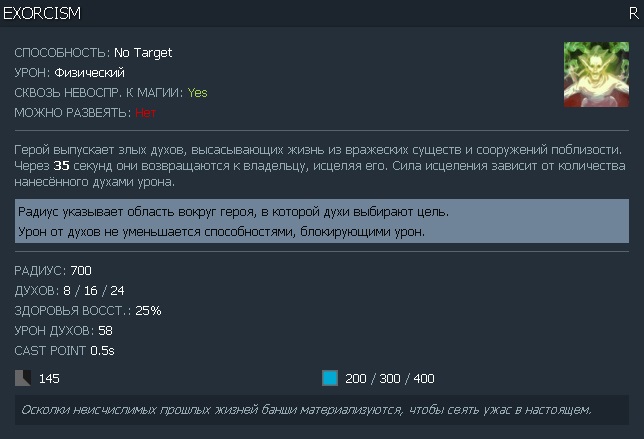 EXORCISM R
СПОСОБНОСТЬ: No Target
УРОН: Физический
СКВОЗЬ НЕВОСПР. К МАГИИ: Yes
МОЖНО РАЗВЕЯТЬ: Нет
Герой выпускает злых духов, высасывающих жизнь из вражеских существ и сооружений поблизости.
Через 35 секунд они возвращаются к владельцу, исцеляя его. Сила исцеления зависит от количества
нанесённого духами урона.
Радиус указывает область вокруг героя, в которой духи выбирают цель.
Урон от духов не уменьшается способностями, блокирующими урон.
РАДИУС: 700
ДУХОВ: 8 / 16 / 24
ЗДОРОВЬЯ ВОССТ.: 25%
УРОН ДУХОВ: 58
CAST POINT 0.5s
145 200 / 300 / 400
Осколки неисчислимых прошлых жизней банши материализуются, чтобы сеять ужас в настоящем.